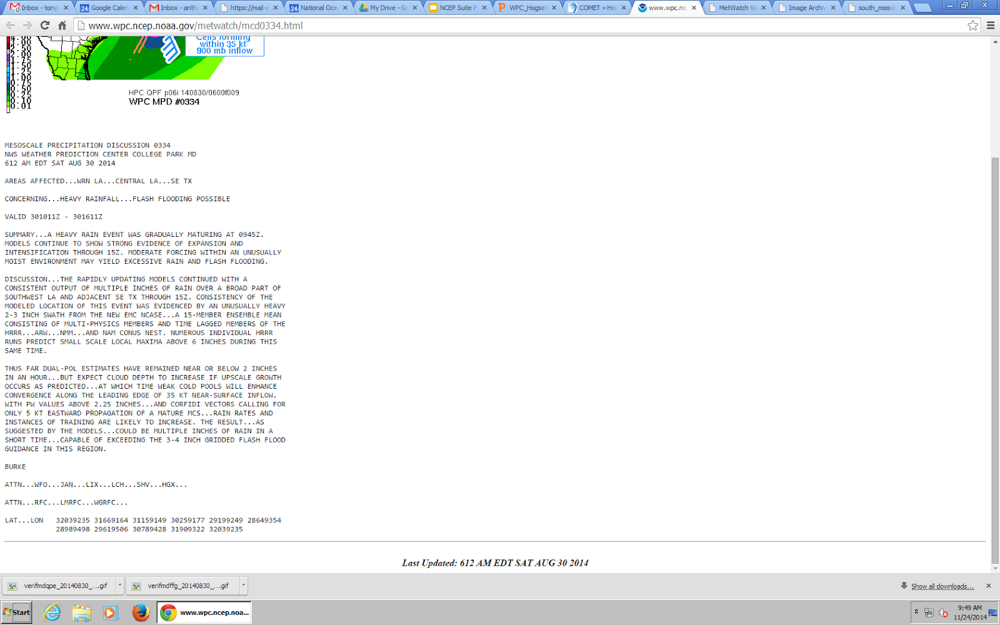 Inbox - tony.
Google Calen
Inbox - antho
https://mail-a
National Oce
My Drive - Go
NCEP Suite P
WPC_Hogset
COMET » Ho
www.wpc.nce
MetWatch Ve
Image Archiv
south_missvl
www.wpc.ncep.noaa.gov/metwatch/mcd0334.html
Cells forming
within 35 kt
900 mb inflow
4.00
2.50
2.00
1.75
1.50
1.25
1.00
0.75
0.50
0.25
0.10
0.01
HPC QPF p06i 140830/0600f009
WPC MPD #0334
MESOSCALE PRECIPITATION DISCUSSION 0334
NWS WEATHER PREDICTION CENTER COLLEGE PARK MD
612 AM EDT SAT AUG 30 2014
AREAS AFFECTED...WRN LA...CENTRAL LA...SE TX
CONCERNING...HEAVY RAINFALL...FLASH FLOODING POSSIBLE
VALID 301011Z - 301611Z
SUMMARY...A HEAVY RAIN EVENT WAS GRADUALLY MATURING AT 0945Z.
MODELS CONTINUE TO SHOW STRONG EVIDENCE OF EXPANSION AND
INTENSIFICATION THROUGH 15Z. MODERATE FORCING WITHIN AN UNUSUALLY
MOIST ENVIRONMENT MAY YIELD EXCESSIVE RAIN AND FLASH FLOODING.
DISCUSSION...THE RAPIDLY UPDATING MODELS CONTINUED WITH A
CONSISTENT OUTPUT OF MULTIPLE INCHES OF RAIN OVER A BROAD PART OF
SOUTHWEST LA AND ADJACENT SE TX THROUGH 15Z. CONSISTENCY OF THE
MODELED LOCATION OF THIS EVENT WAS EVIDENCED BY AN UNUSUALLY HEAVY
2-3 INCH SWATH FROM THE NEW EMC NCASE...A 15-MEMBER ENSEMBLE MEAN
CONSISTING OF MULTI-PHYSICS MEMBERS AND TIME LAGGED MEMBERS OF THE
HRRR...ARW...NMM...AND NAM CONUS NEST. NUMEROUS INDIVIDUAL HRRR
RUNS PREDICT SMALL SCALE LOCAL MAXIMA ABOVE 6 INCHES DURING THIS
SAME TIME.
THUS FAR DUAL-POL ESTIMATES HAVE REMAINED NEAR OR BELOW 2 INCHES
IN AN HOUR...BUT EXPECT CLOUD DEPTH TO INCREASE IF UPSCALE GROWTH
OCCURS AS PREDICTED...AT WHICH TIME WEAK COLD POOLS WILL ENHANCE
CONVERGENCE ALONG THE LEADING EDGE OF 35 KT NEAR-SURFACE INFLOW.
WITH PW VALUES ABOVE 2.25 INCHES...AND CORFIDI VECTORS CALLING FOR
ONLY 5 KT EASTWARD PROPAGATION OF A MATURE MCS...RAIN RATES AND
INSTANCES OF TRAINING ARE LIKELY TO INCREASE. THE RESULT...AS
SUGGESTED BY THE MODELS...COULD BE MULTIPLE INCHES OF RAIN IN A
SHORT TIME...CAPABLE OF EXCEEDING THE 3-4 INCH GRIDDED FLASH FLOOD
GUIDANCE IN THIS REGION.
BURKE
ATTN...WFO...JAN...LIX...LCH...SHV...HGX...
ATTN...RFC...LMRFC...WGRFC...
LAT...LON 32039235 31669164 31159149 30259177 29199249 28649354
28989498 29619506 30789428 31909322 32039235
Last Updated: 612 AM EDT SAT AUG 30 2014
verifmdqpe_20140830_....gif
verifmdffg_20140830_....gif
Show all downloads...
Start
www.wpc.ncep.noa...
9:49 AM
11/24/2014